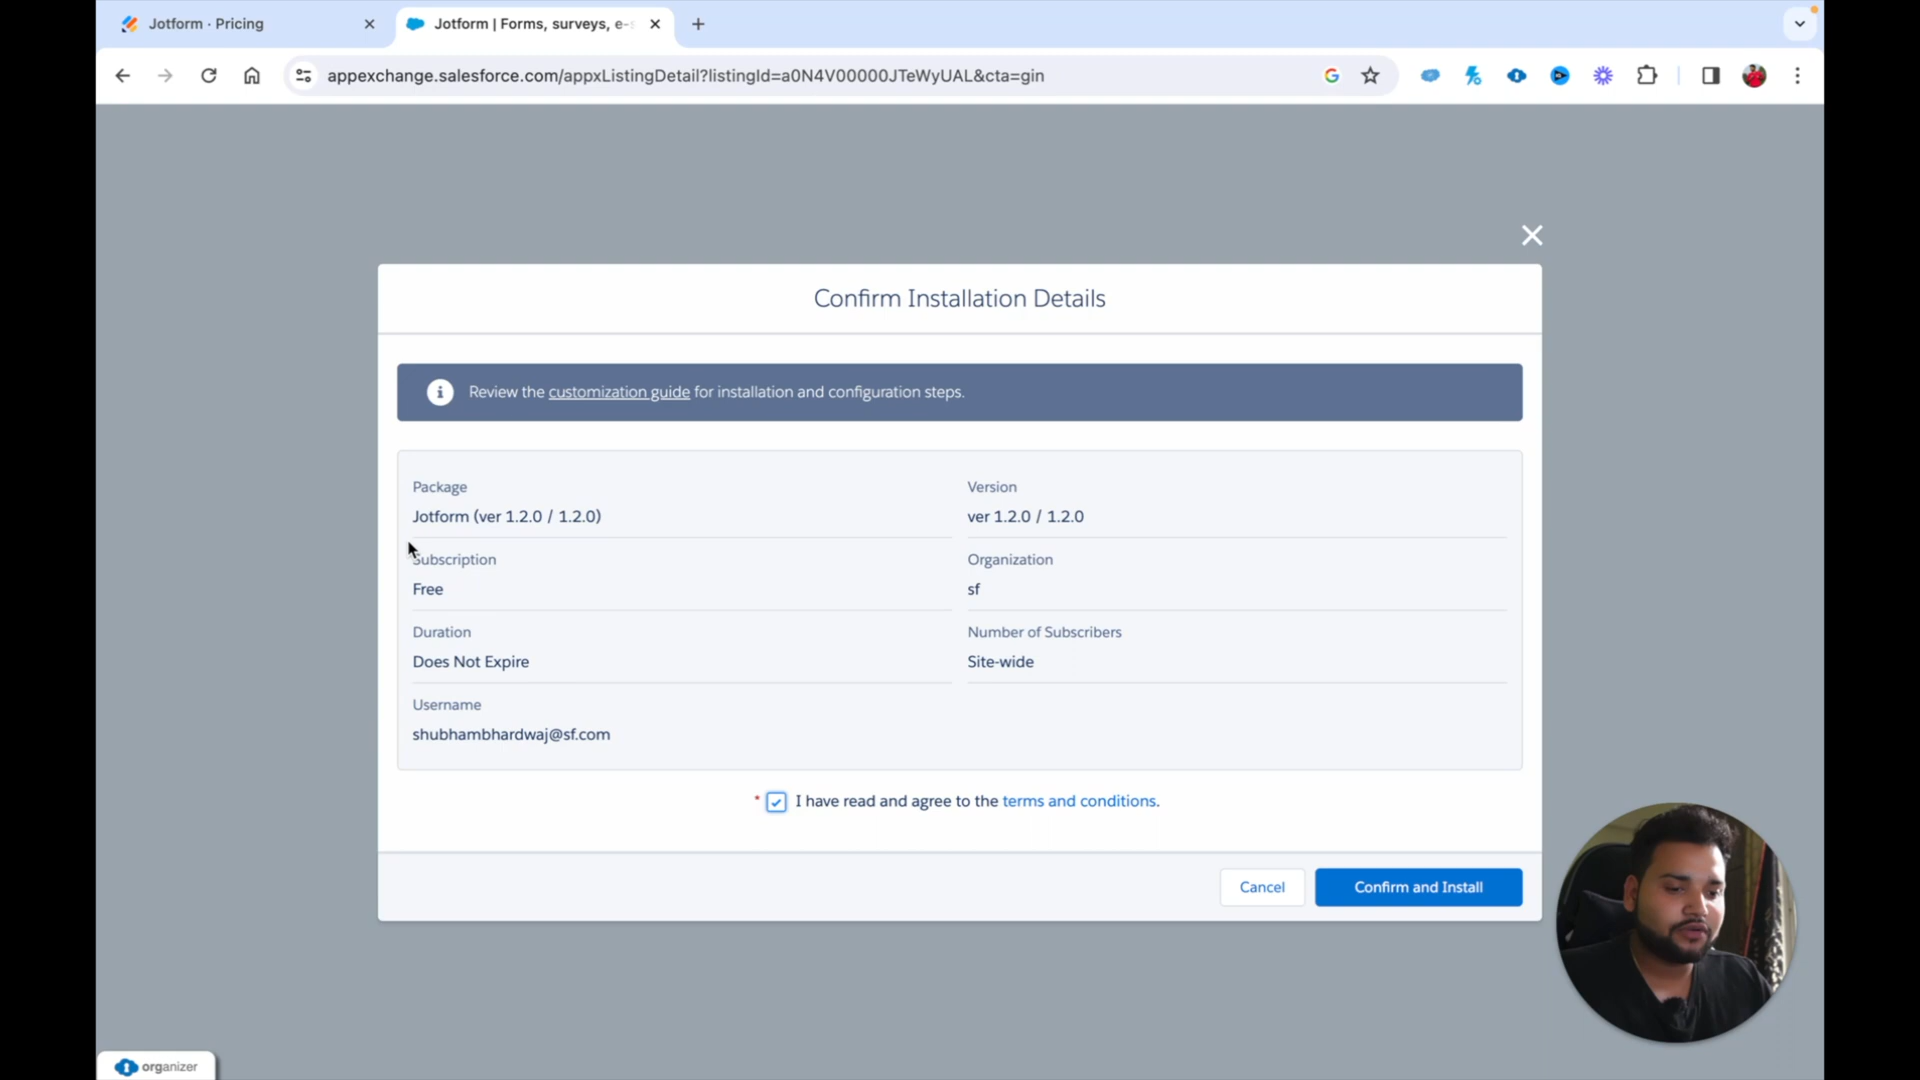 Jotform · Pricing
Jotform | Forms, surveys, e-s
appexchange.salesforce.com/appxListingDetail?listingId=a0N4V00000JTeWyUAL&cta=gin
Confirm Installation Details
Review the customization guide for installation and configuration steps.
Package
Version
Jotform (ver 1.2.0 / 1.2.0)
ver 1.2.0 / 1.2.0
Subscription
Organization
Free
sf
Duration
Number of Subscribers
Does Not Expire
Site-wide
Username
shubhambhardwaj@sf.com
* I have read and agree to the terms and conditions.
Cancel
Confirm and Install
organizer